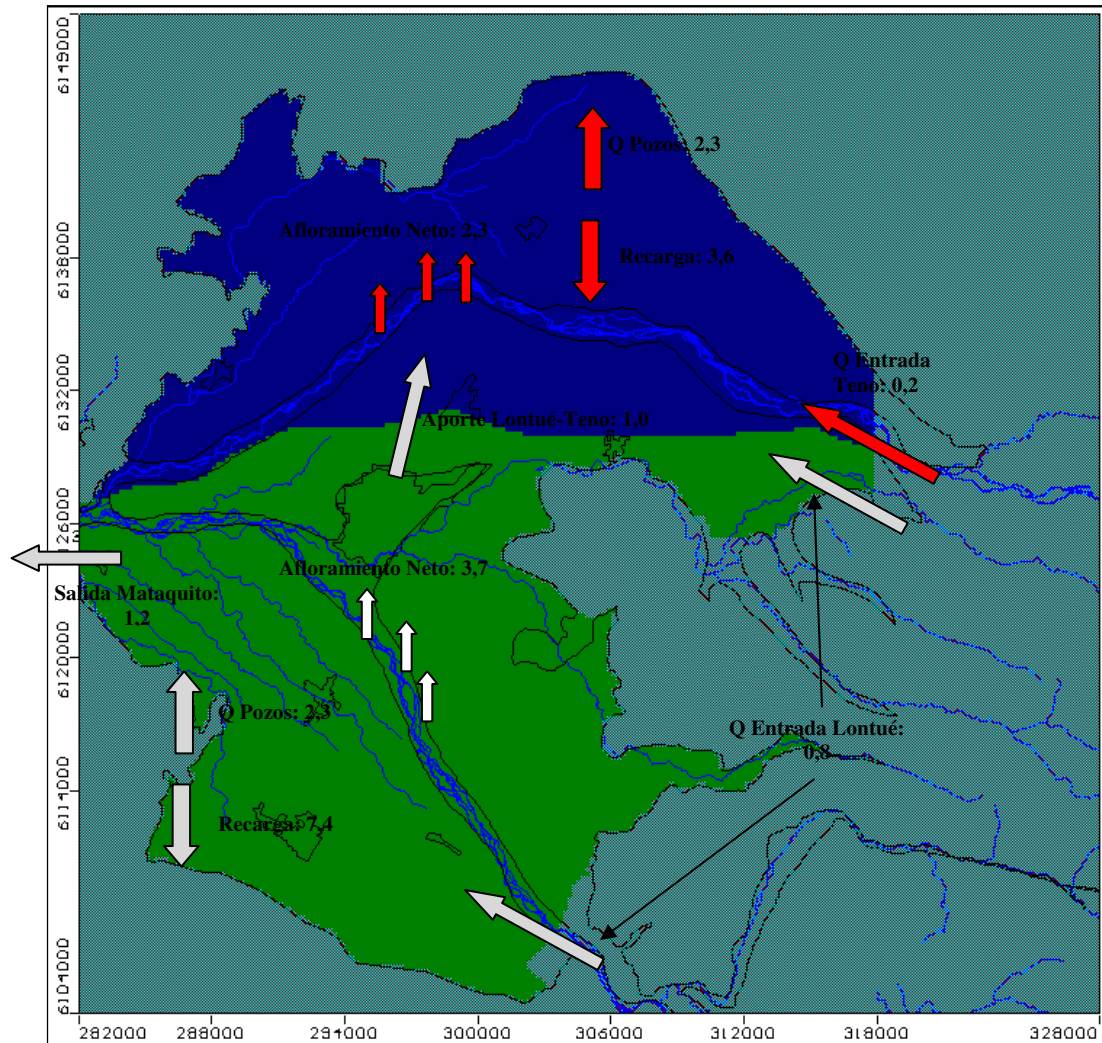 6149000
Q Pozos: 2,3
Afloramiento Neto: 2,3
Recarga: 3,6
6138000
Q Entrada
Teno: 0,2
6132000
Aporte Lontué-Teno: 1,0
6126000
Afloramiento Neto: 3,7
Salida Mataquito:
1,2
6120000
Q Pozos: 2,3
Q Entrada Lontué:
0,8
6114000
Recarga: 7,4
6104000
282000 288000 294000 300000 306000 312000 318000 328000